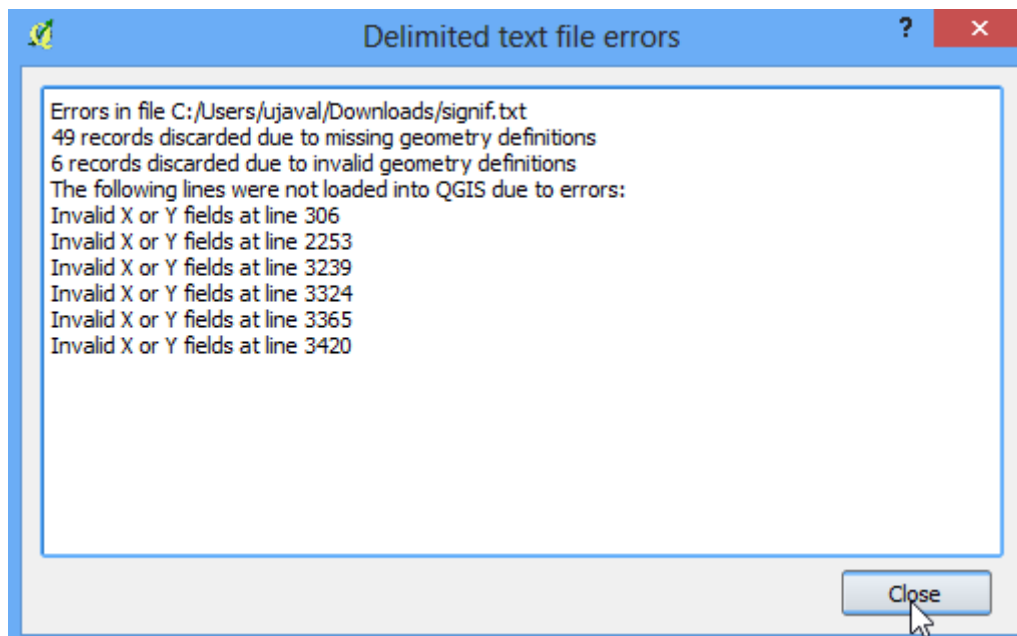 Delimited text file errors
?
Errors in file C:/Users/ujaval/Downloads/signif.txt
49 records discarded due to missing geometry definitions
6 records discarded due to invalid geometry definitions
The following lines were not loaded into QGIS due to errors:
Invalid X or Y fields at line 306
Invalid X or Y fields at line 2253
Invalid X or Y fields at line 3239
Invalid X or Y fields at line 3324
Invalid X or Y fields at line 3365
Invalid X or Y fields at line 3420
Close